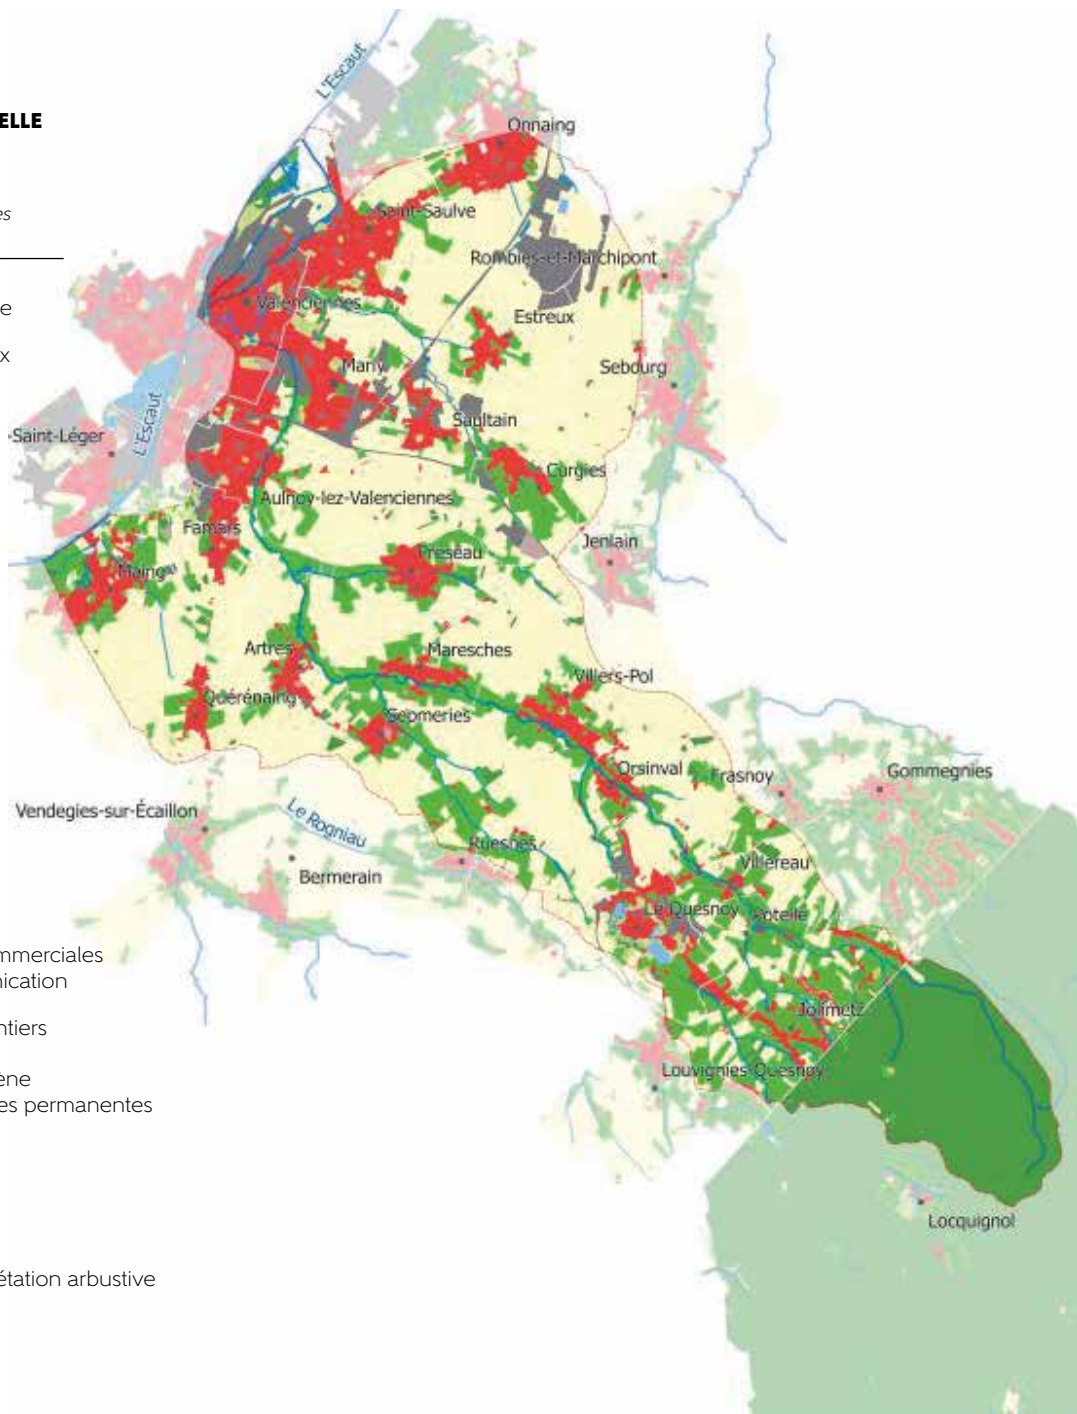 ELLE
es
e
x
mmerciales
ication
ntiers
ène
es permanentes
étation arbustive
L'Escaut
Onnaing
Saint-Saulve
Rombies-et-Marchipont
Valenciennes
Estreux
Marly
Sebourg
L'Escaut
Saultain
-Saint-Léger
Curgies
Aulnoy-lez-Valenciennes
Famars
Jenlain
Préseau
Maing
Artres
Maresches
Villers-Pol
Quérénaing
Sepmeries
Orsinval
Frasnoy
Gommegnies
Vendegies-sur-Écaillon
Le Rogniau
Ruesnes
Villereau
Bermerain
Le Quesnoy
Potelle
Jolimetz
Louvignies-Quesnoy
Locquignol